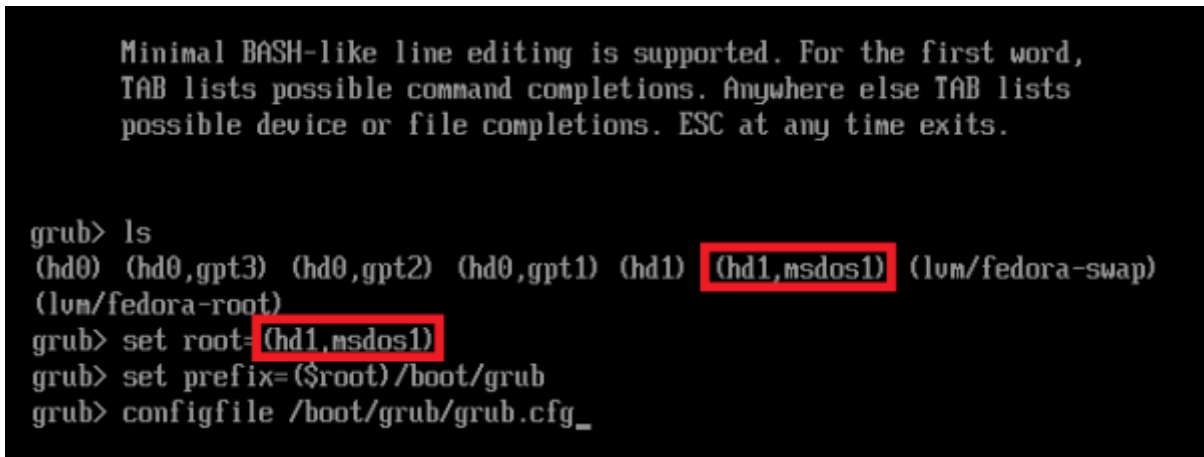 Minimal BASH-like line editing is supported. For the first word,
TAB lists possible command completions. Anywhere else TAB lists
possible device or file completions. ESC at any time exits.
grub> ls
(hd0) (hd0,gpt3) (hd0,gpt2) (hd0,gpt1) (hd1) (hd1,msdos1) (lvm/fedora-swap)
(lvm/fedora-root)
grub> set root=(hd1,msdos1)
grub> set prefix=($root)/boot/grub
grub> configfile /boot/grub/grub.cfg_